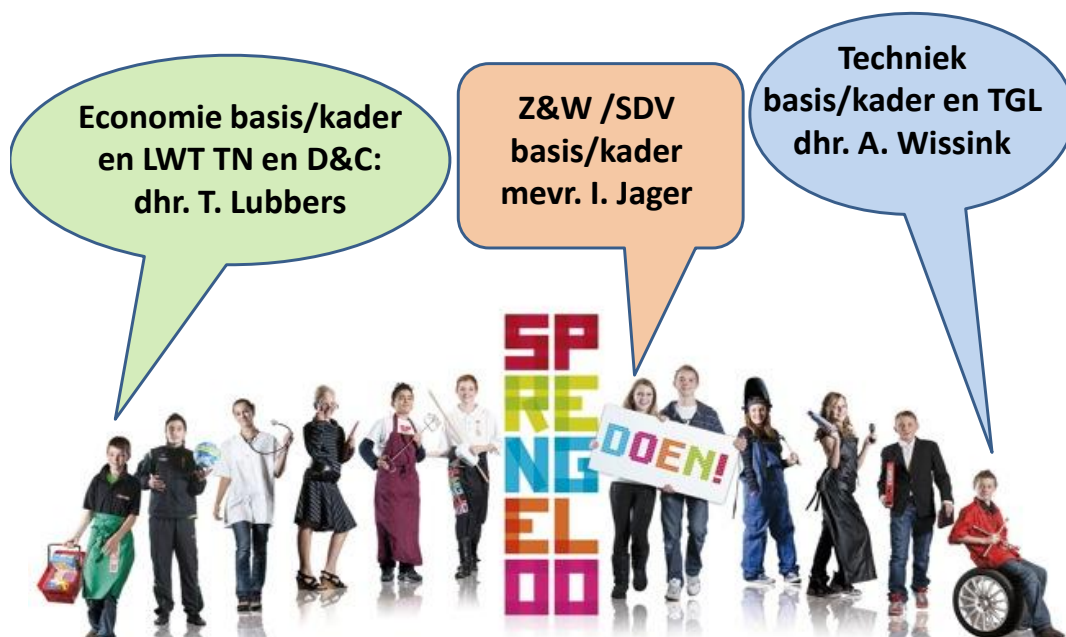 Economie basis/kader
en LWT TN en D&C:
dhr. T. Lubbers
Z&W /SDV
basis/kader
mevr. I. Jager
Techniek
basis/kader en TGL
dhr. A. Wissink
SP
RE
NG
EL
OO
DOEN!